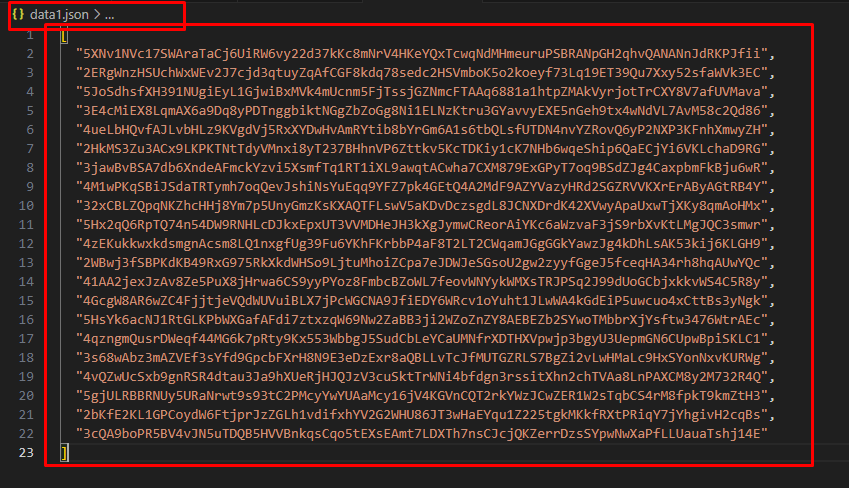 {} data1.json > ...
1 [
2 "5XNv1NVc17SWAraTaCj6UiRW6vy22d37kKc8mNrV4HKeYQxTcwqNdMHmeuruPSBRANpGH2qhvQANANnJdRKPJfii",
3 "2ERgWnzHSUchWxWEv2J7cjd3qtuyZqAfCGF8kdq78sedc2HSVmboK5o2koeyf73Lq19ET39Qu7Xxy52sfaWVk3EC",
4 "5JoSdhsfXH391NUgiEyL1GjwiBxMVk4mUcnm5FjTssjGZNmcFTAAq6881a1htpZMAkVyrjotTrCXY8V7afUVMava",
5 "3E4cMiEX8LqmAX6a9Dq8yPDTnggbiktNGgZbZoGg8Ni1ELNzKtru3GYavvyEXE5nGeh9tx4wNdVL7AvM58c2Qd86",
6 "4ueLbHQvfAJLvbHLz9KVgdVj5RxXYDwHvAmRYtib8bYrGm6A1s6tbQLsfUTDN4nvYZRovQ6yP2NXP3KFnhXmwyZH",
7 "2HkMS3Zu3ACx9LKPKTNtTdyVMnxi8yT237BHhnVP6Zttkv5KcTDKiy1cK7NHb6wqeShip6QaECjYi6VKLchaD9RG",
8 "3jawBvBSA7db6XndeAFmckYzvi5XsmfTq1RT1iXL9awqtACwha7CXM879ExGPyT7oq9BSdZJg4CaxpbmFkBju6wR",
9 "4M1wPKqSBiJSdaTRTymh7oqQevJshiNsYuEqq9YFZ7pk4GEtQ4A2MdF9AZYVazyHRd2SGZRVVKXrErAByAGtRB4Y",
10 "32xCBLZQpqNKZhcHHj8Ym7p5UnyGmzKsKXAQTFLswV5aKDvDczsgdL8JCNXDrdK42XVwyApaUxwTjXKy8qmAoHMx",
11 "5Hx2qQ6RpTQ74n54DW9RNHLcDJkxEpxUT3VVMDHeJH3kXgJymwCReorAiYKc6aWzvaF3jS9rbXvKtLMgJQC3smwr",
12 "4zEKukkwxkdsmgnAcsm8LQ1nxgfUg39Fu6YKhFKrbbP4aF8T2LT2CWqamJGgGGkYawzJg4kDhLsAK53kij6KLGH9",
13 "2WBwj3fSBPKdKB49RxG975RkXkdWHSo9LjtuMhoiZCpa7eJDWJeSGsoU2gw2zyyfGgeJ5fceqHA34rh8hqAUwYQc",
14 "41AA2jexJzAv8Ze5PuX8jHrwa6CS9yyPYoz8FmbcBZoWL7feovWNYykWMXsTRJPSq2J99dUoGCbjxkkvWS4C5R8y",
15 "4GcgW8AR6wZC4FjjtjeVQdWUVuiBLX7jPcWGCNA9JfiEDY6WRcv1oYuht1JLwWA4kGdEiP5uwcuo4xCttBs3yNgk",
16 "5HsYk6acNJ1RtGLKPbWXGafAFdi7ztxzqW69Nw2ZaBB3ji2WZoZnZY8AEBEZb2SYwoTMbbrXjYsftw3476WtrAEc",
17 "4qzngmQusrDWeqf44MG6k7pRty9Kx553WbbgJ5SudCbLeYCaUMNfrXDTHXVpwjp3bgyU3UepmGN6CUpwBpiSKLC1",
18 "3s68wAbz3mAZVEf3sYfd9GpcbFXrH8N9E3eDzExr8aQBLLvTcJfMUTGZRLS7BgZi2vLwHMaLc9HxSYonNxvKURWg",
19 "4vQZwUcSxb9gnRSR4dtau3Ja9hXUeRjHJQJzV3cuSktTrWNi4bfdgn3rssitXhn2chTVAa8LnPAXCM8y2M732R4Q",
20 "5gjULRBBRNUy5URaNrwt9s93tC2PMcyYwYUAaMcy16jV4KGVnCQT2rkYWzJCwZER1W2sTqbCS4rM8fpkT9kmZtH3",
21 "2bKfE2KL1GPCoydW6FtjprJzZGLh1vdifxhYV2G2WHU86JT3wHaEYqu1Z225tgkMKkfRXtPRiqY7jYhgivH2cqBs",
22 "3cQA9boPR5BV4vJN5uTDQB5HVVBnkqsCqo5tEXsEAmt7LDXTh7nsCJcjQKZerrDzsSYpwNwXaPfLLUauaTshj14E"
23 ]